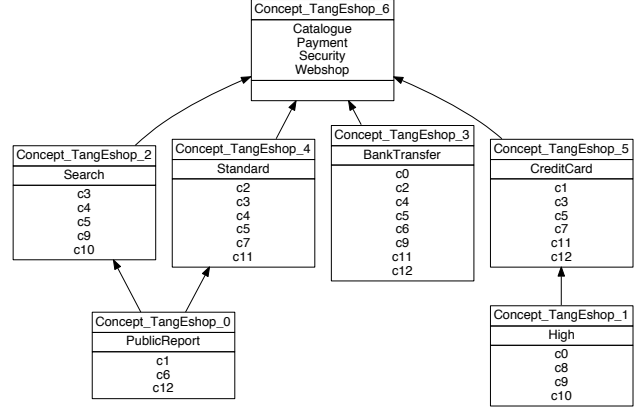 Concept_TangEshop_6
Catalogue
Payment
Security
Webshop
Concept_TangEshop_2
Search
c3
c4
c5
c9
c10
Concept_TangEshop_4
Standard
c2
c3
c4
c5
c7
c11
Concept_TangEshop_3
BankTransfer
c0
c2
c4
c5
c6
c9
c11
c12
Concept_TangEshop_5
CreditCard
c1
c3
c5
c7
c11
c12
Concept_TangEshop_0
PublicReport
c1
c6
c12
Concept_TangEshop_1
High
c0
c8
c9
c10